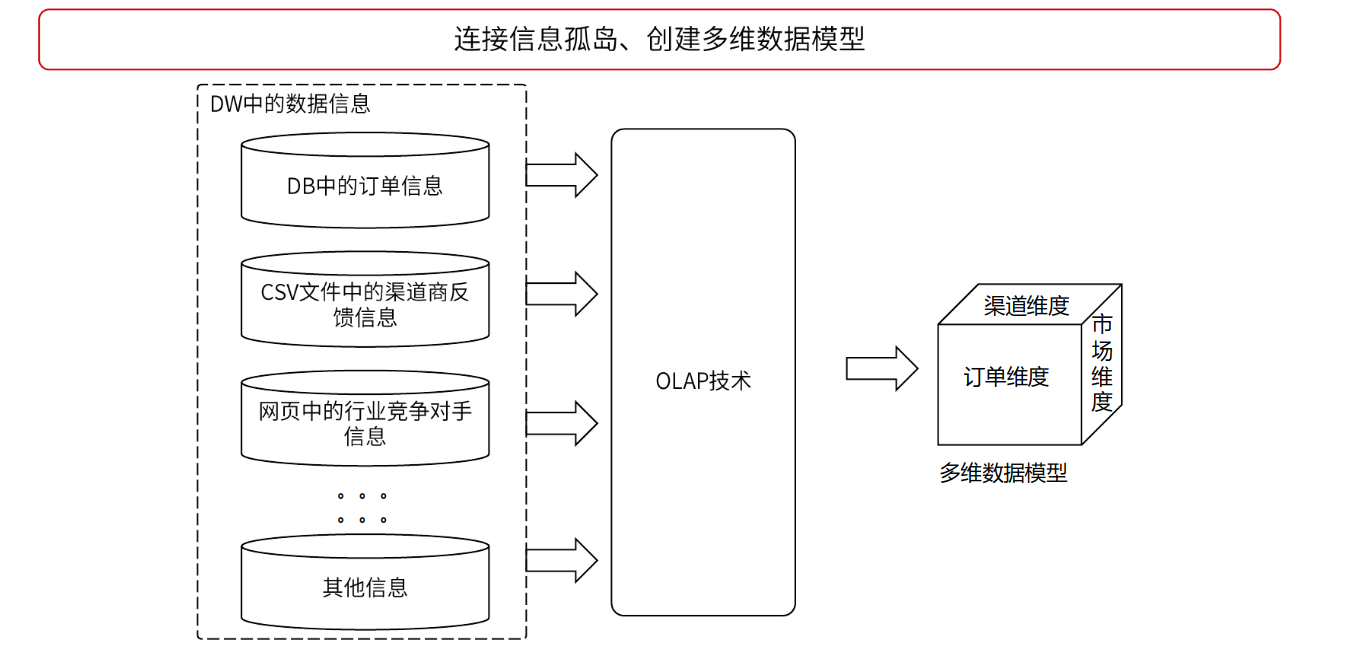 连接信息孤岛、创建多维数据模型
DW中的数据信息
DB中的订单信息
CSV文件中的渠道商反
馈信息
网页中的行业竞争对手
信息
。。。
。。。
其他信息
OLAP技术
渠道维度
订单维度
市
场
维
度
多维数据模型